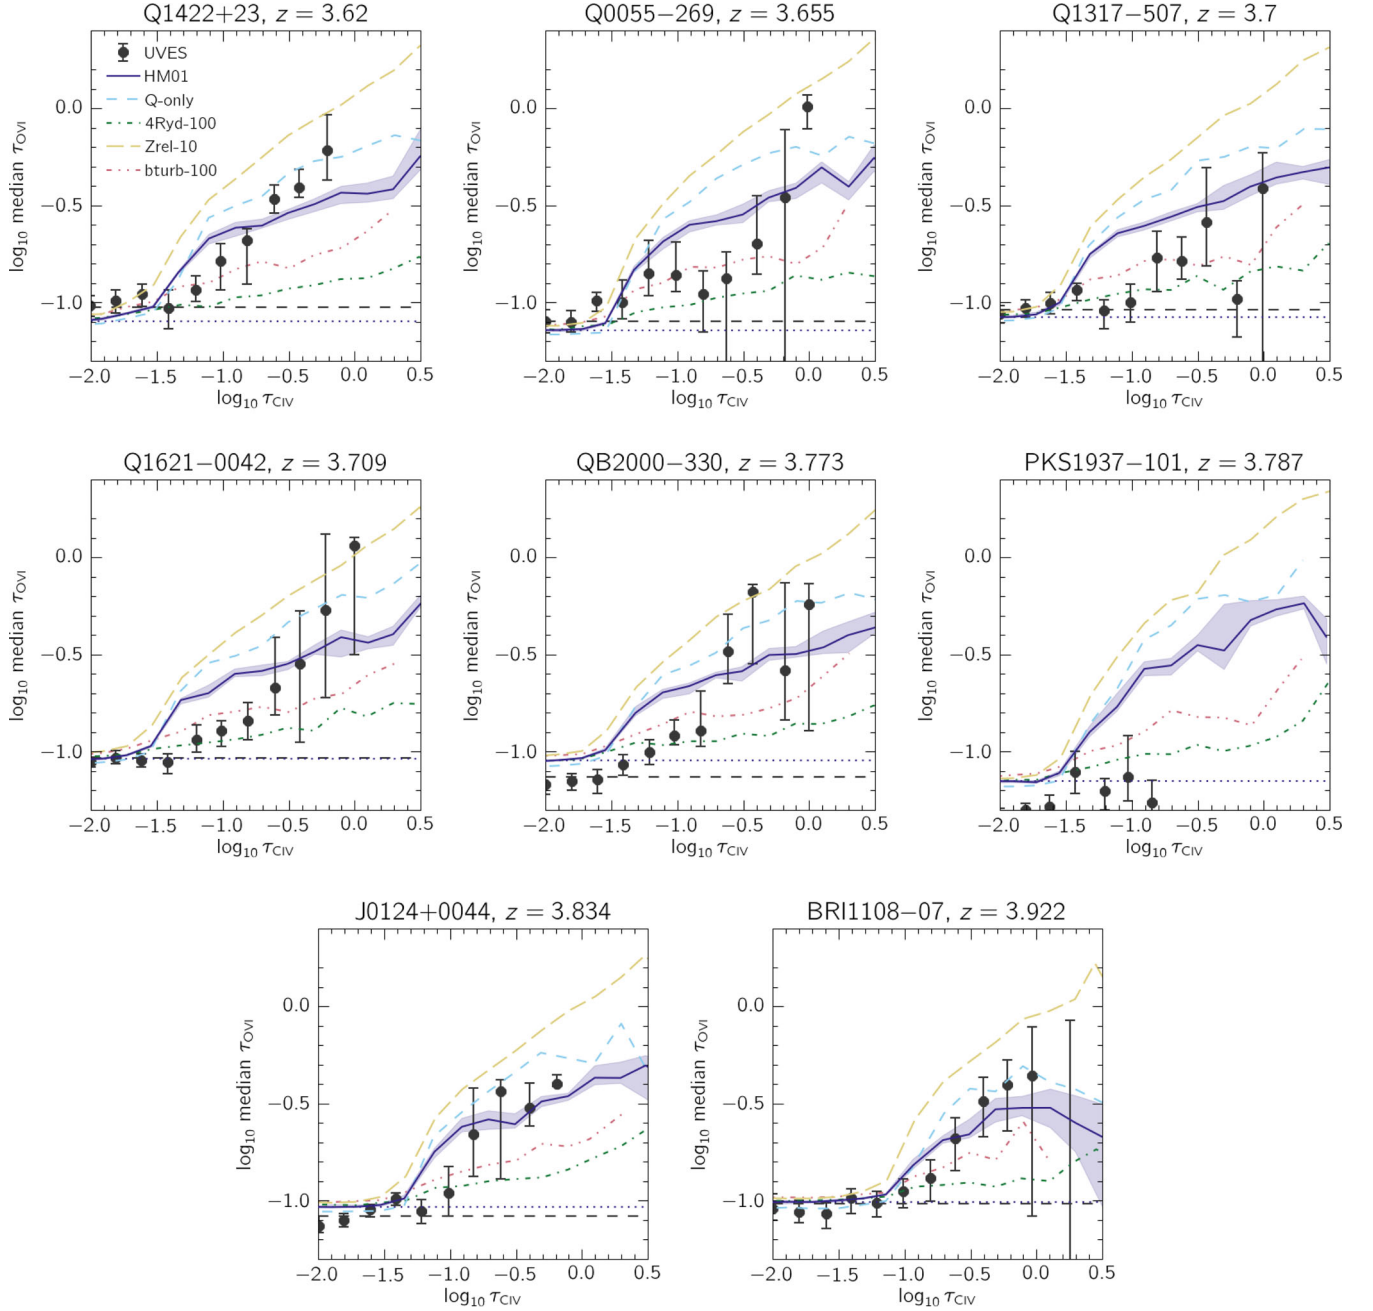 Q1422+23, z = 3.62
Q0055−269, z = 3.655
Q1317−507, z = 3.7
UVES
HM01
Q-only
4Ryd-100
Zrel-10
bturb-100
log10 median τOVI
0.0
−0.5
−1.0
−2.0 −1.5 −1.0 −0.5 0.0 0.5
log10 τCIV
log10 median τOVI
0.0
−0.5
−1.0
−2.0 −1.5 −1.0 −0.5 0.0 0.5
log10 τCIV
log10 median τOVI
0.0
−0.5
−1.0
−2.0 −1.5 −1.0 −0.5 0.0 0.5
log10 τCIV
Q1621−0042, z = 3.709
QB2000−330, z = 3.773
PKS1937−101, z = 3.787
log10 median τOVI
0.0
−0.5
−1.0
−2.0 −1.5 −1.0 −0.5 0.0 0.5
log10 τCIV
log10 median τOVI
0.0
−0.5
−1.0
−2.0 −1.5 −1.0 −0.5 0.0 0.5
log10 τCIV
log10 median τOVI
0.0
−0.5
−1.0
−2.0 −1.5 −1.0 −0.5 0.0 0.5
log10 τCIV
J0124+0044, z = 3.834
BRI1108−07, z = 3.922
log10 median τOVI
0.0
−0.5
−1.0
−2.0 −1.5 −1.0 −0.5 0.0 0.5
log10 τCIV
log10 median τOVI
0.0
−0.5
−1.0
−2.0 −1.5 −1.0 −0.5 0.0 0.5
log10 τCIV